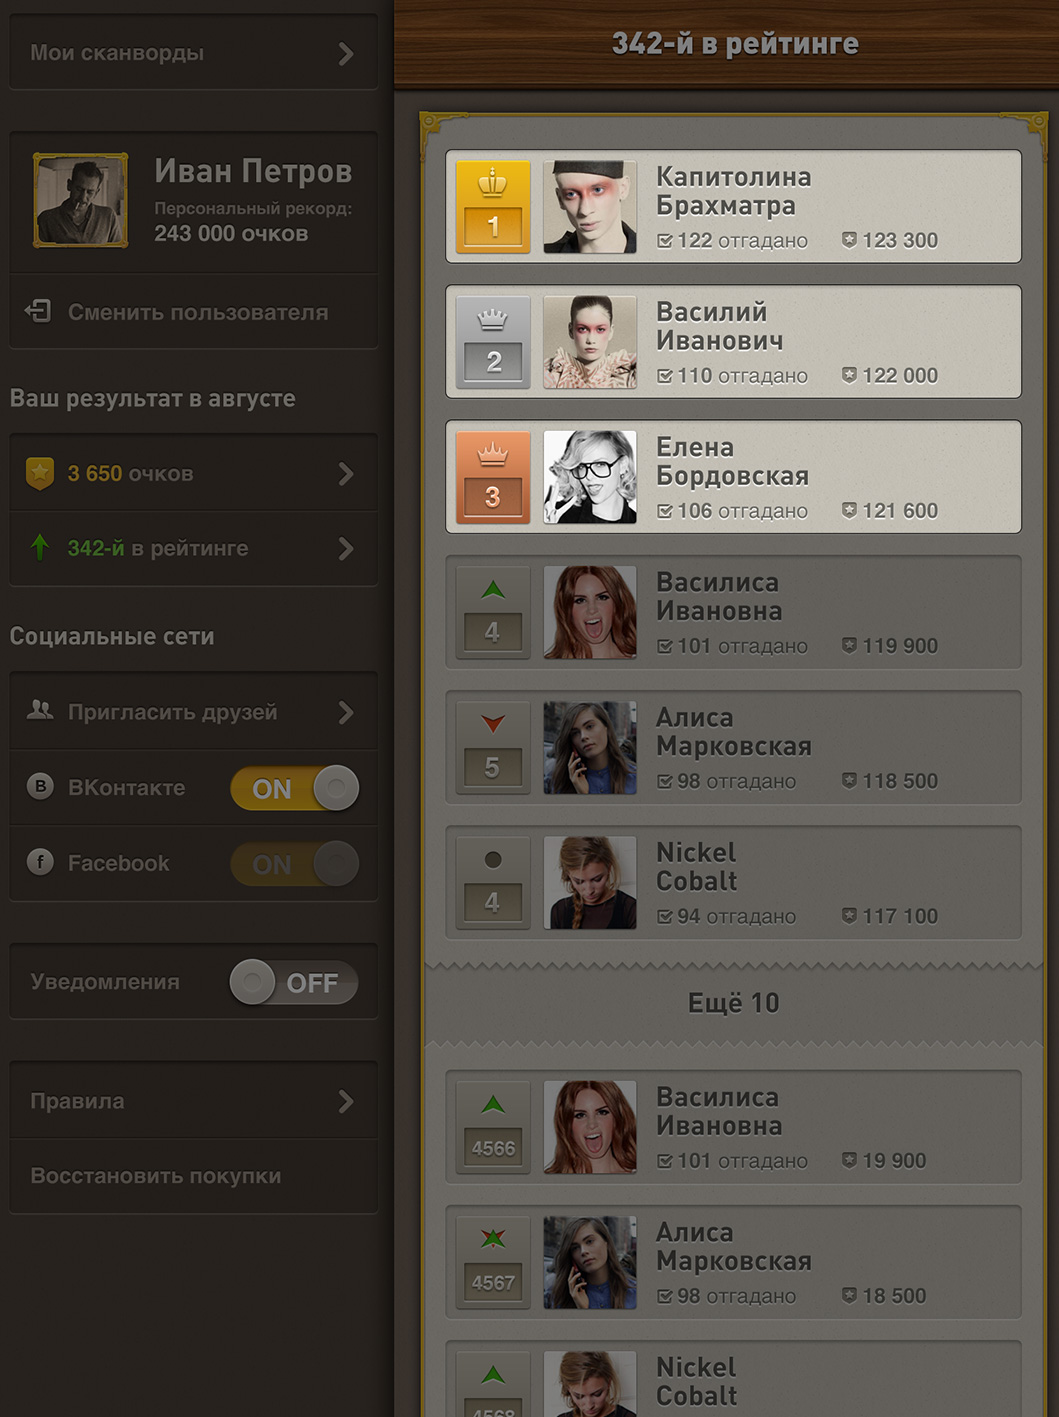 Мои сканворды
Иван Петров
Персональный рекорд:
243 000 очков
Сменить пользователя
Ваш результат в августе
3 650 очков
342-й в рейтинге
Социальные сети
Пригласить друзей
В ВКонтакте ON
f Facebook ON
Уведомления OFF
Правила
Восстановить покупки
342-й в рейтинге
1
Капитолина
Брахматра
122 отгадано 123 300
2
Василий
Иванович
110 отгадано 122 000
3
Елена
Бордовская
106 отгадано 121 600
4
Василиса
Ивановна
101 отгадано 119 900
5
Алиса
Марковская
98 отгадано 118 500
4
Nickel
Cobalt
94 отгадано 117 100
Ещё 10
4566
Василиса
Ивановна
101 отгадано 19 900
4567
Алиса
Марковская
98 отгадано 18 500
4568
Nickel
Cobalt